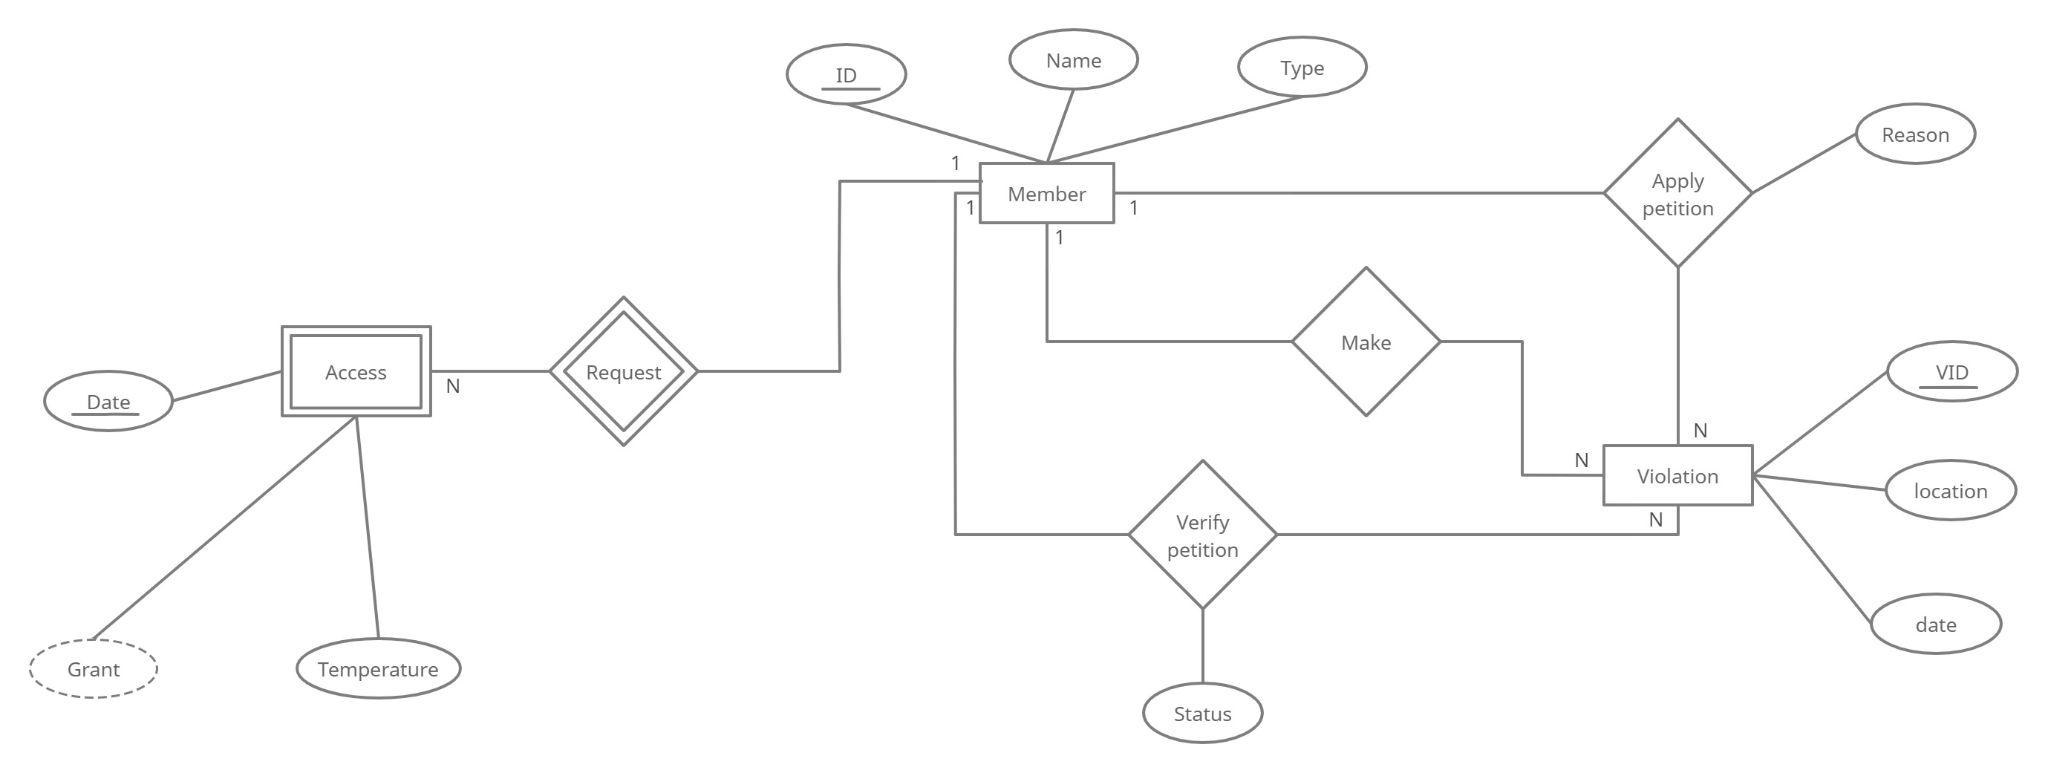 ID
Name
Type
Reason
1
Member
1
1
1
Apply
petition
Make
Access
N
Request
Date
VID
N
N
Violation
location
N
Verify
petition
date
Grant
Temperature
Status